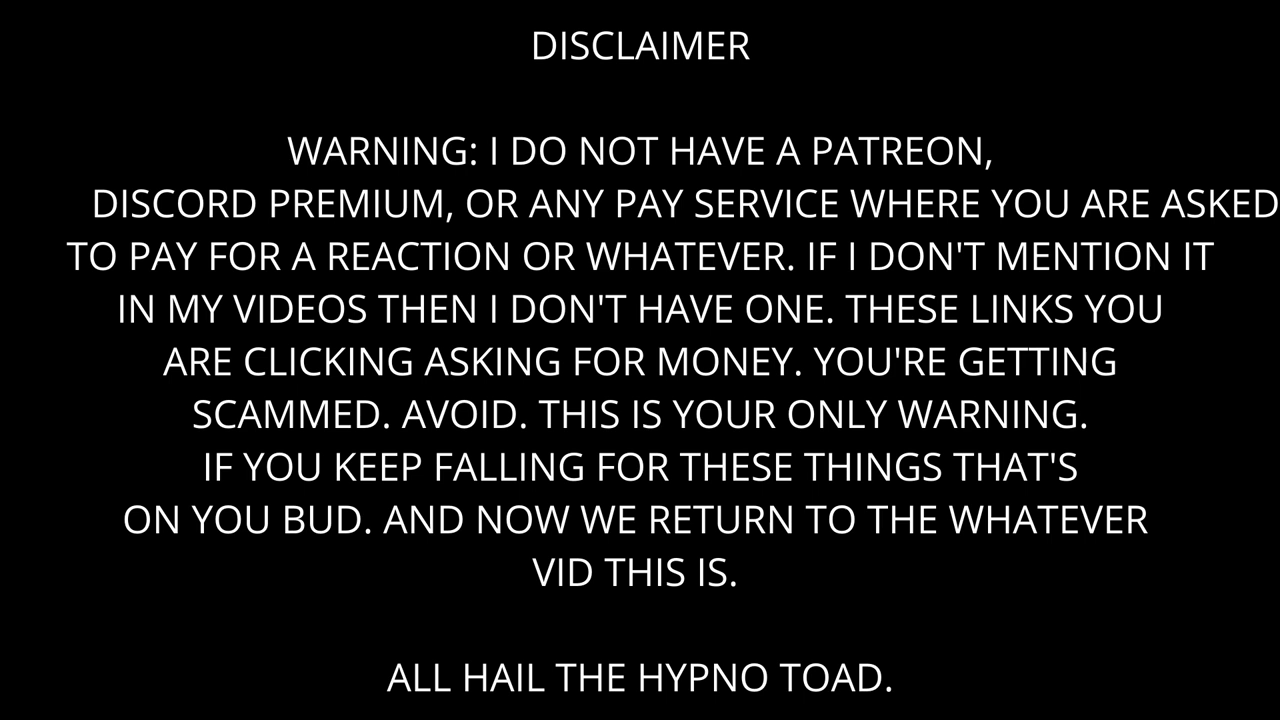 DISCLAIMER
WARNING: I DO NOT HAVE A PATREON,
DISCORD PREMIUM, OR ANY PAY SERVICE WHERE YOU ARE ASKED
TO PAY FOR A REACTION OR WHATEVER. IF I DON'T MENTION IT
IN MY VIDEOS THEN I DON'T HAVE ONE. THESE LINKS YOU
ARE CLICKING ASKING FOR MONEY. YOU'RE GETTING
SCAMMED. AVOID. THIS IS YOUR ONLY WARNING.
IF YOU KEEP FALLING FOR THESE THINGS THAT'S
ON YOU BUD. AND NOW WE RETURN TO THE WHATEVER
VID THIS IS.
ALL HAIL THE HYPNO TOAD.